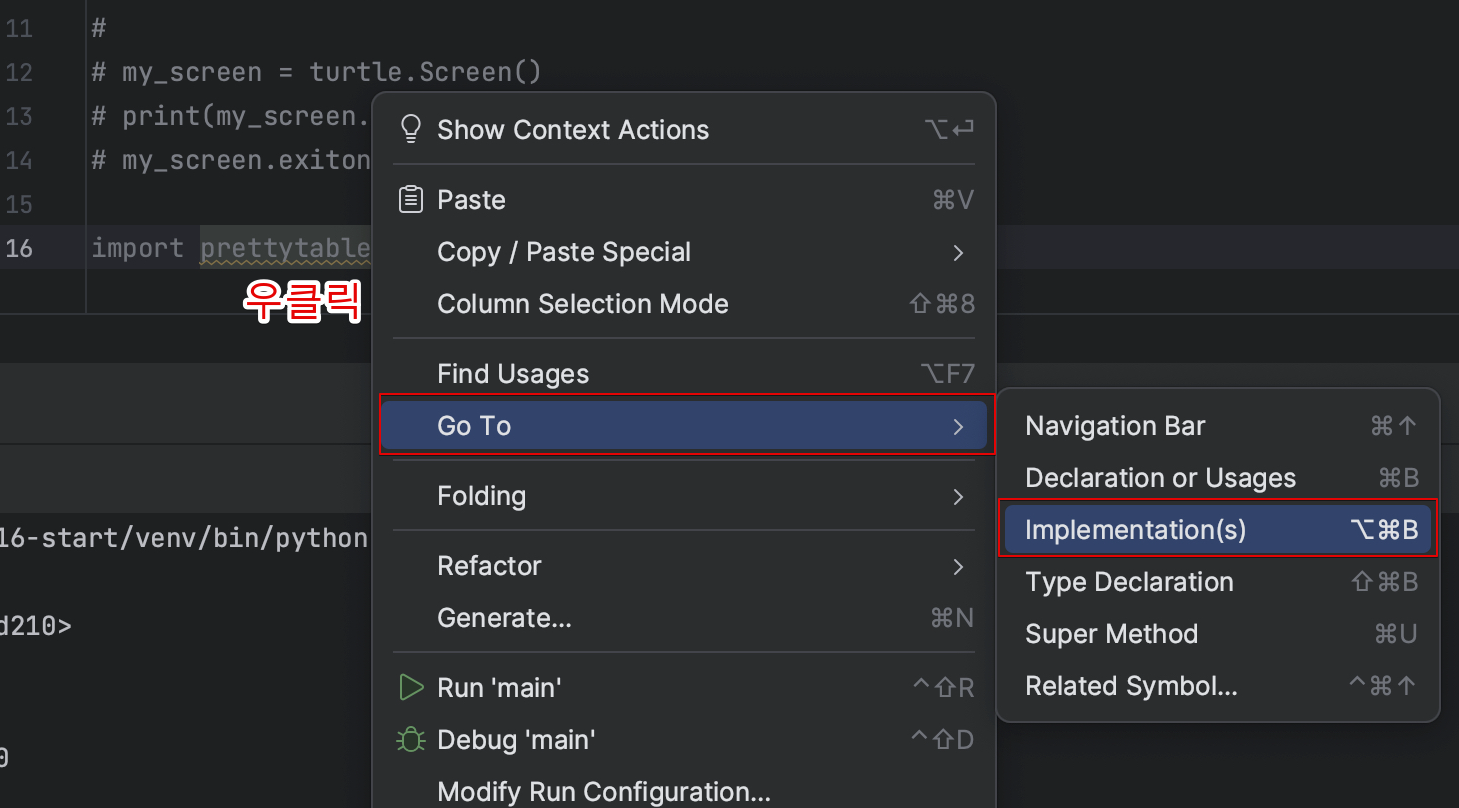 11 #
12 # my_screen = turtle.Screen()
13 # print(my_screen.
14 # my_screen.exiton
15
16 import prettytable
우클릭
Show Context Actions ⌥↩
Paste ⌘V
Copy / Paste Special >
Column Selection Mode ⇧⌘8
Find Usages ⌥F7
Go To >
Folding >
Refactor >
Generate... ⌘N
Run 'main' ^⇧R
Debug 'main' ^⇧D
Modify Run Configuration...
Navigation Bar ⌘↑
Declaration or Usages ⌘B
Implementation(s) ⌥⌘B
Type Declaration ⇧⌘B
Super Method ⌘U
Related Symbol... ^⌘↑
16-start/venv/bin/python
d210>
0